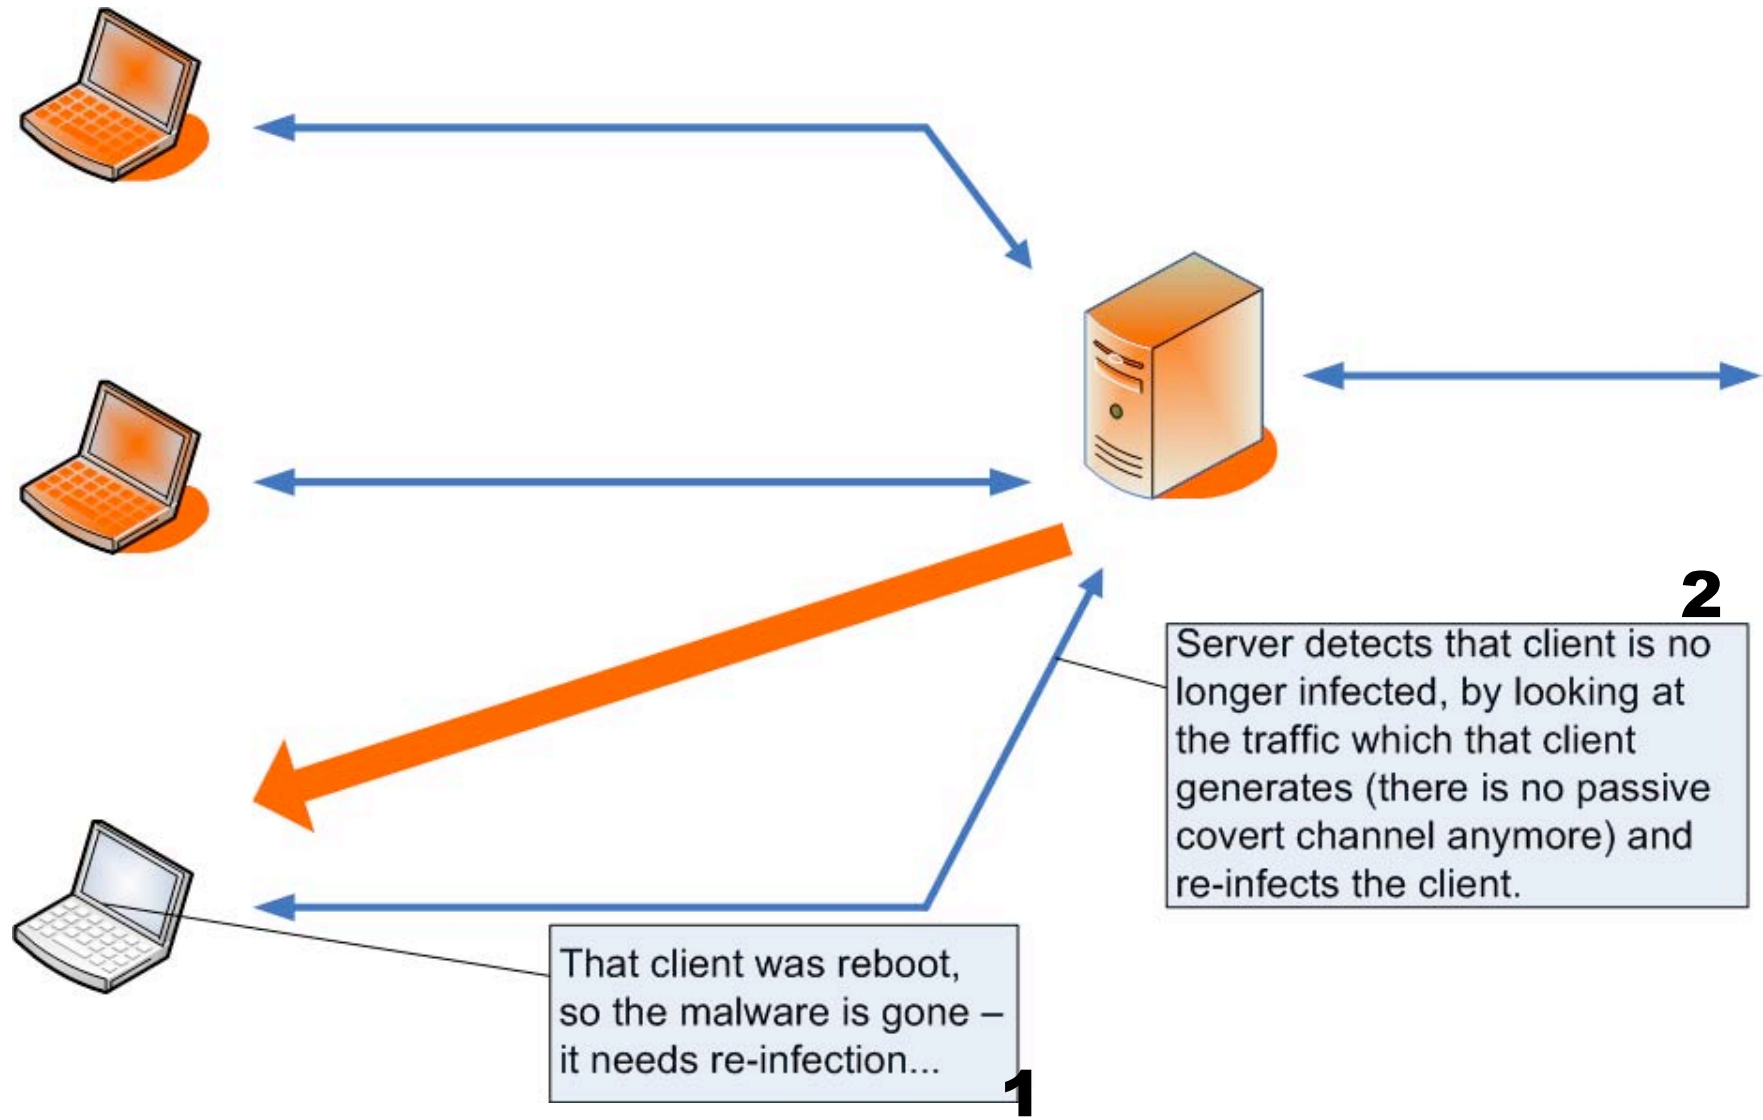 2
Server detects that client is no
longer infected, by looking at
the traffic which that client
generates (there is no passive
covert channel anymore) and
re-infects the client.
That client was reboot,
so the malware is gone –
it needs re-infection...
1